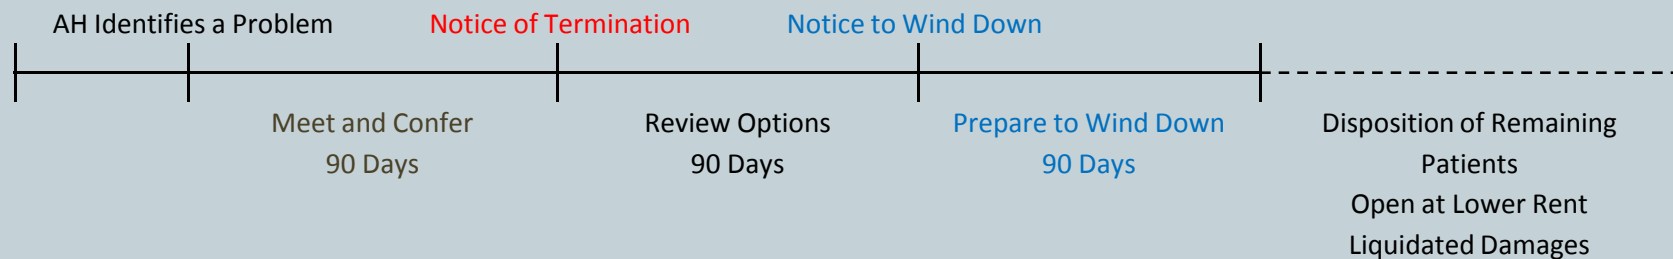 AH Identifies a Problem
Notice of Termination
Notice to Wind Down
Meet and Confer
90 Days
Review Options
90 Days
Prepare to Wind Down
90 Days
Disposition of Remaining
Patients
Open at Lower Rent
Liquidated Damages